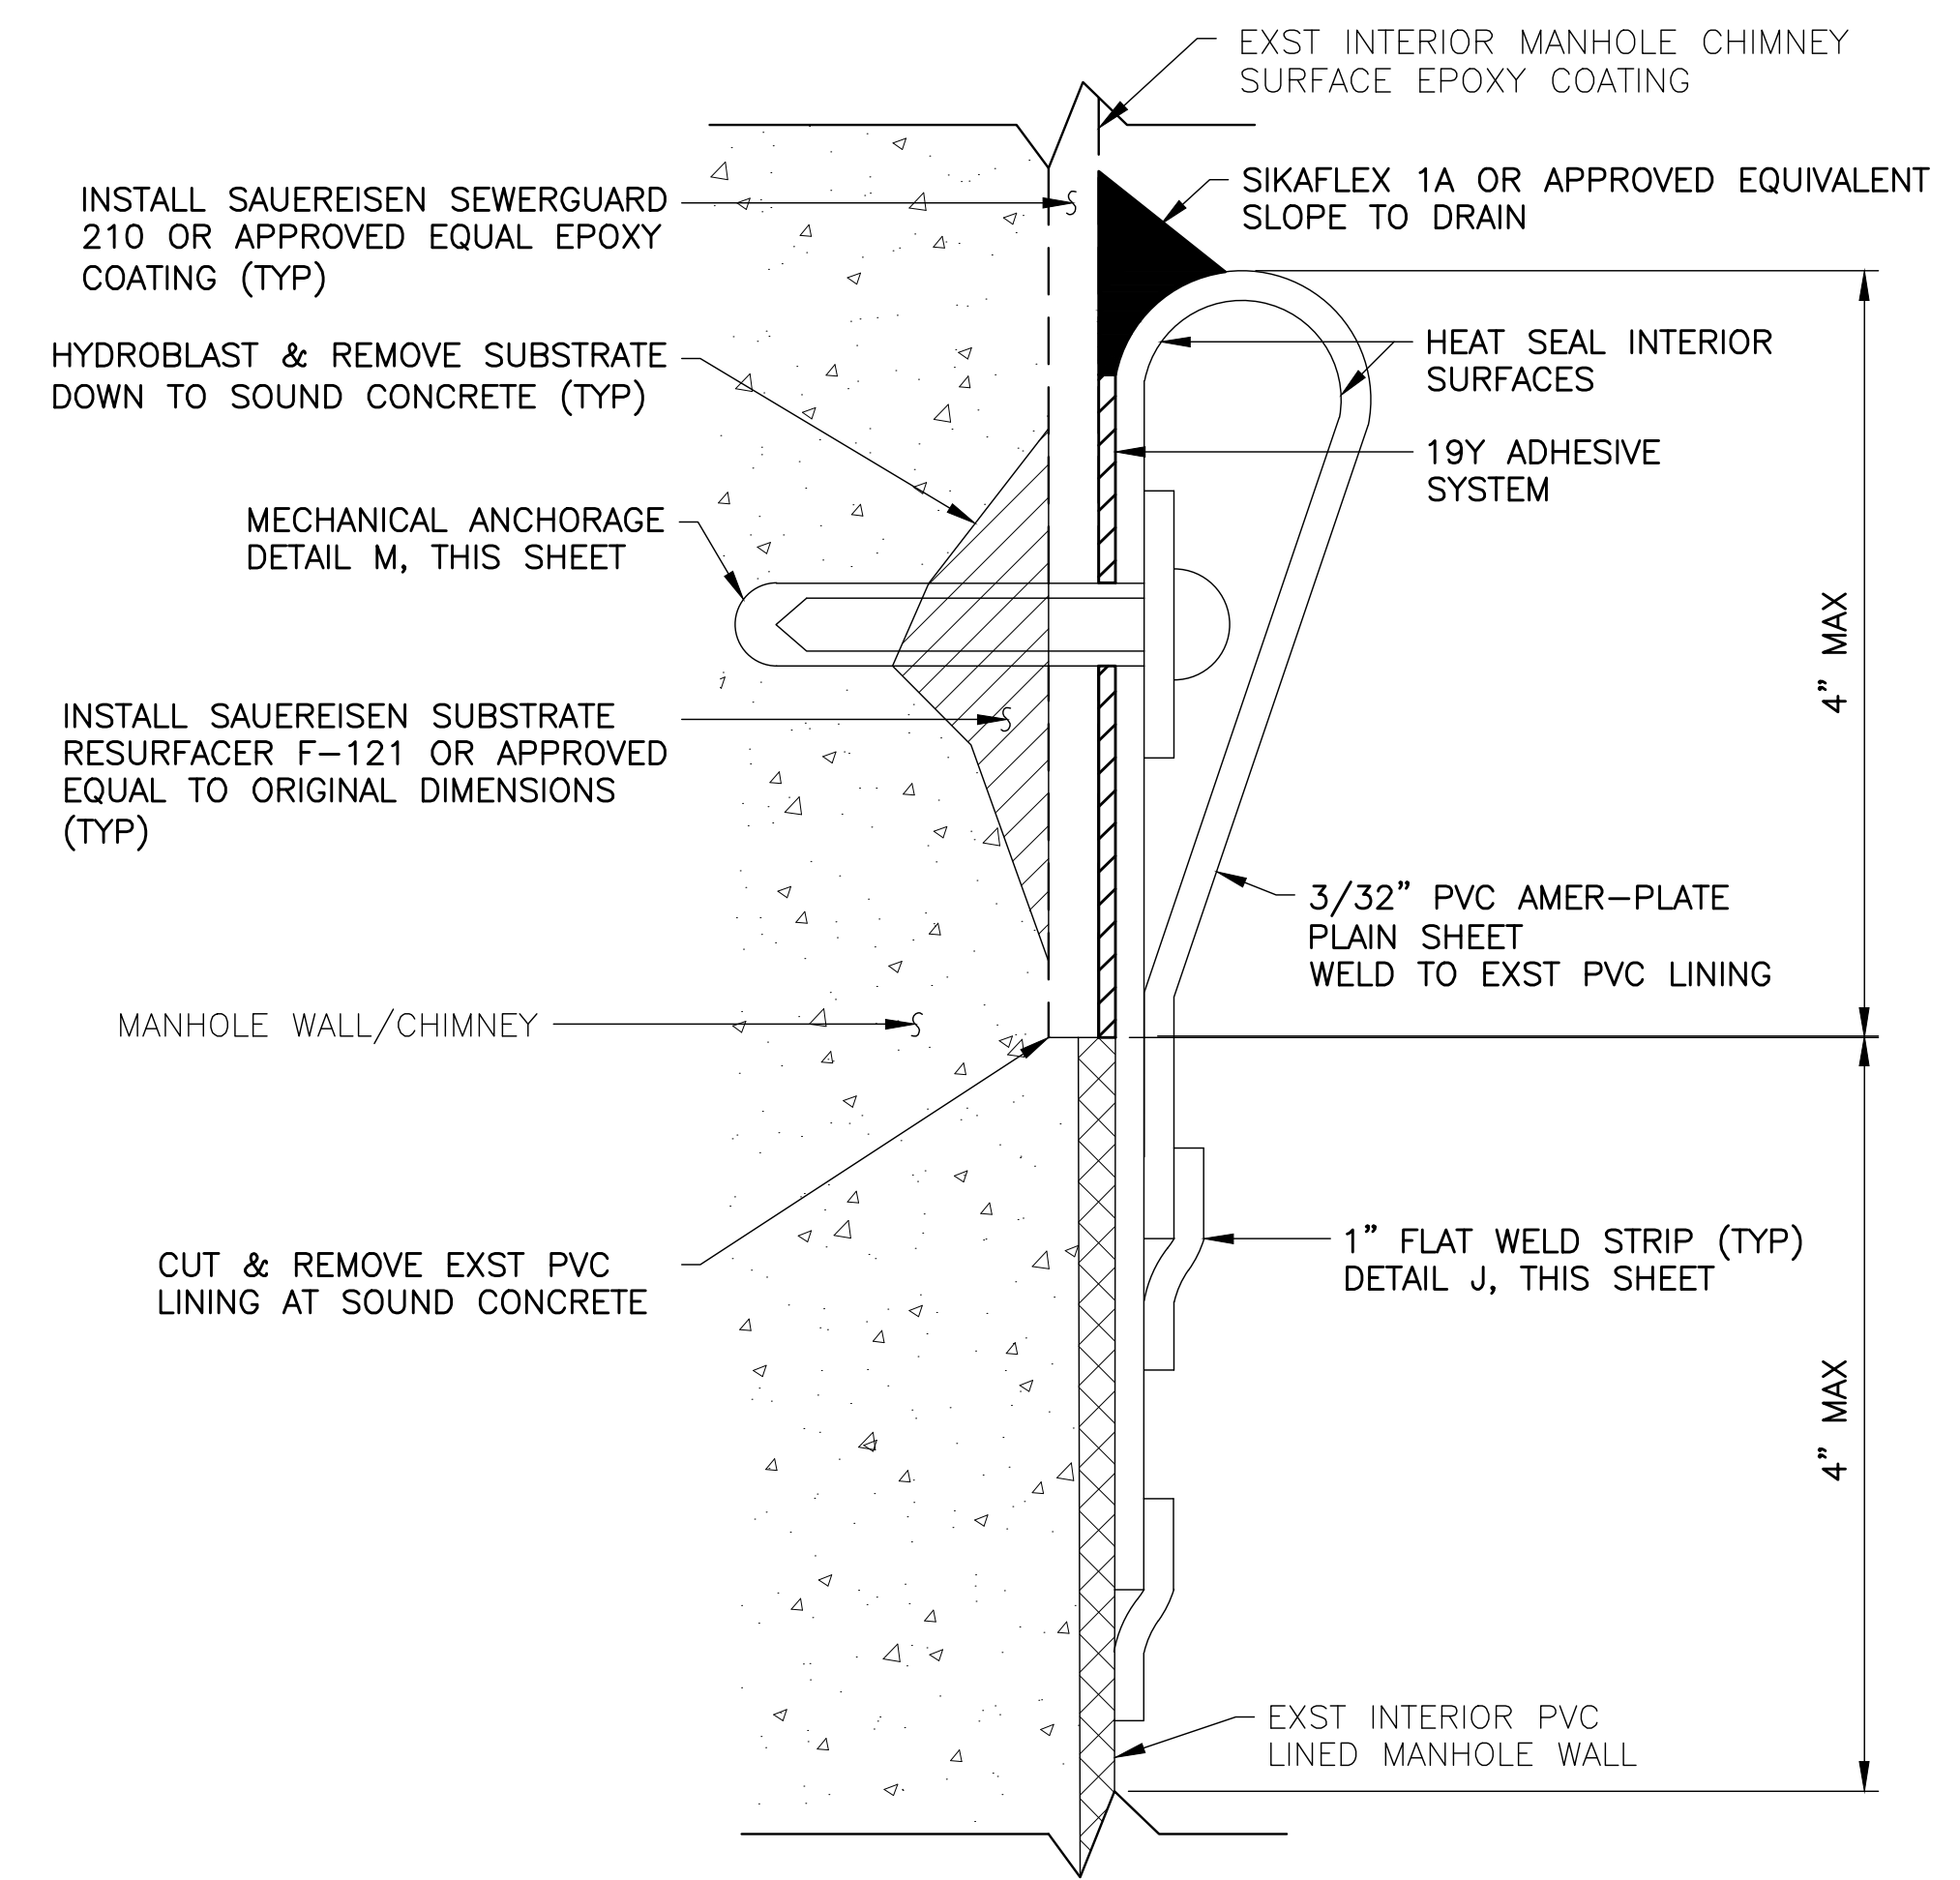 EXST INTERIOR MANHOLE CHIMNEY
SURFACE EPOXY COATING
SIKAFLEX 1A OR APPROVED EQUIVALENT
SLOPE TO DRAIN
INSTALL SAUEREISEN SEWERGUARD
210 OR APPROVED EQUAL EPOXY
COATING (TYP)
HYDROBLAST & REMOVE SUBSTRATE
DOWN TO SOUND CONCRETE (TYP)
HEAT SEAL INTERIOR
SURFACES
19Y ADHESIVE
SYSTEM
MECHANICAL ANCHORAGE
DETAIL M, THIS SHEET
4" MAX
INSTALL SAUEREISEN SUBSTRATE
RESURFACER F-121 OR APPROVED
EQUAL TO ORIGINAL DIMENSIONS
(TYP)
3/32" PVC AMER-PLATE
PLAIN SHEET
WELD TO EXST PVC LINING
MANHOLE WALL/CHIMNEY
CUT & REMOVE EXST PVC
LINING AT SOUND CONCRETE
1" FLAT WELD STRIP (TYP)
DETAIL J, THIS SHEET
4" MAX
EXST INTERIOR PVC
LINED MANHOLE WALL